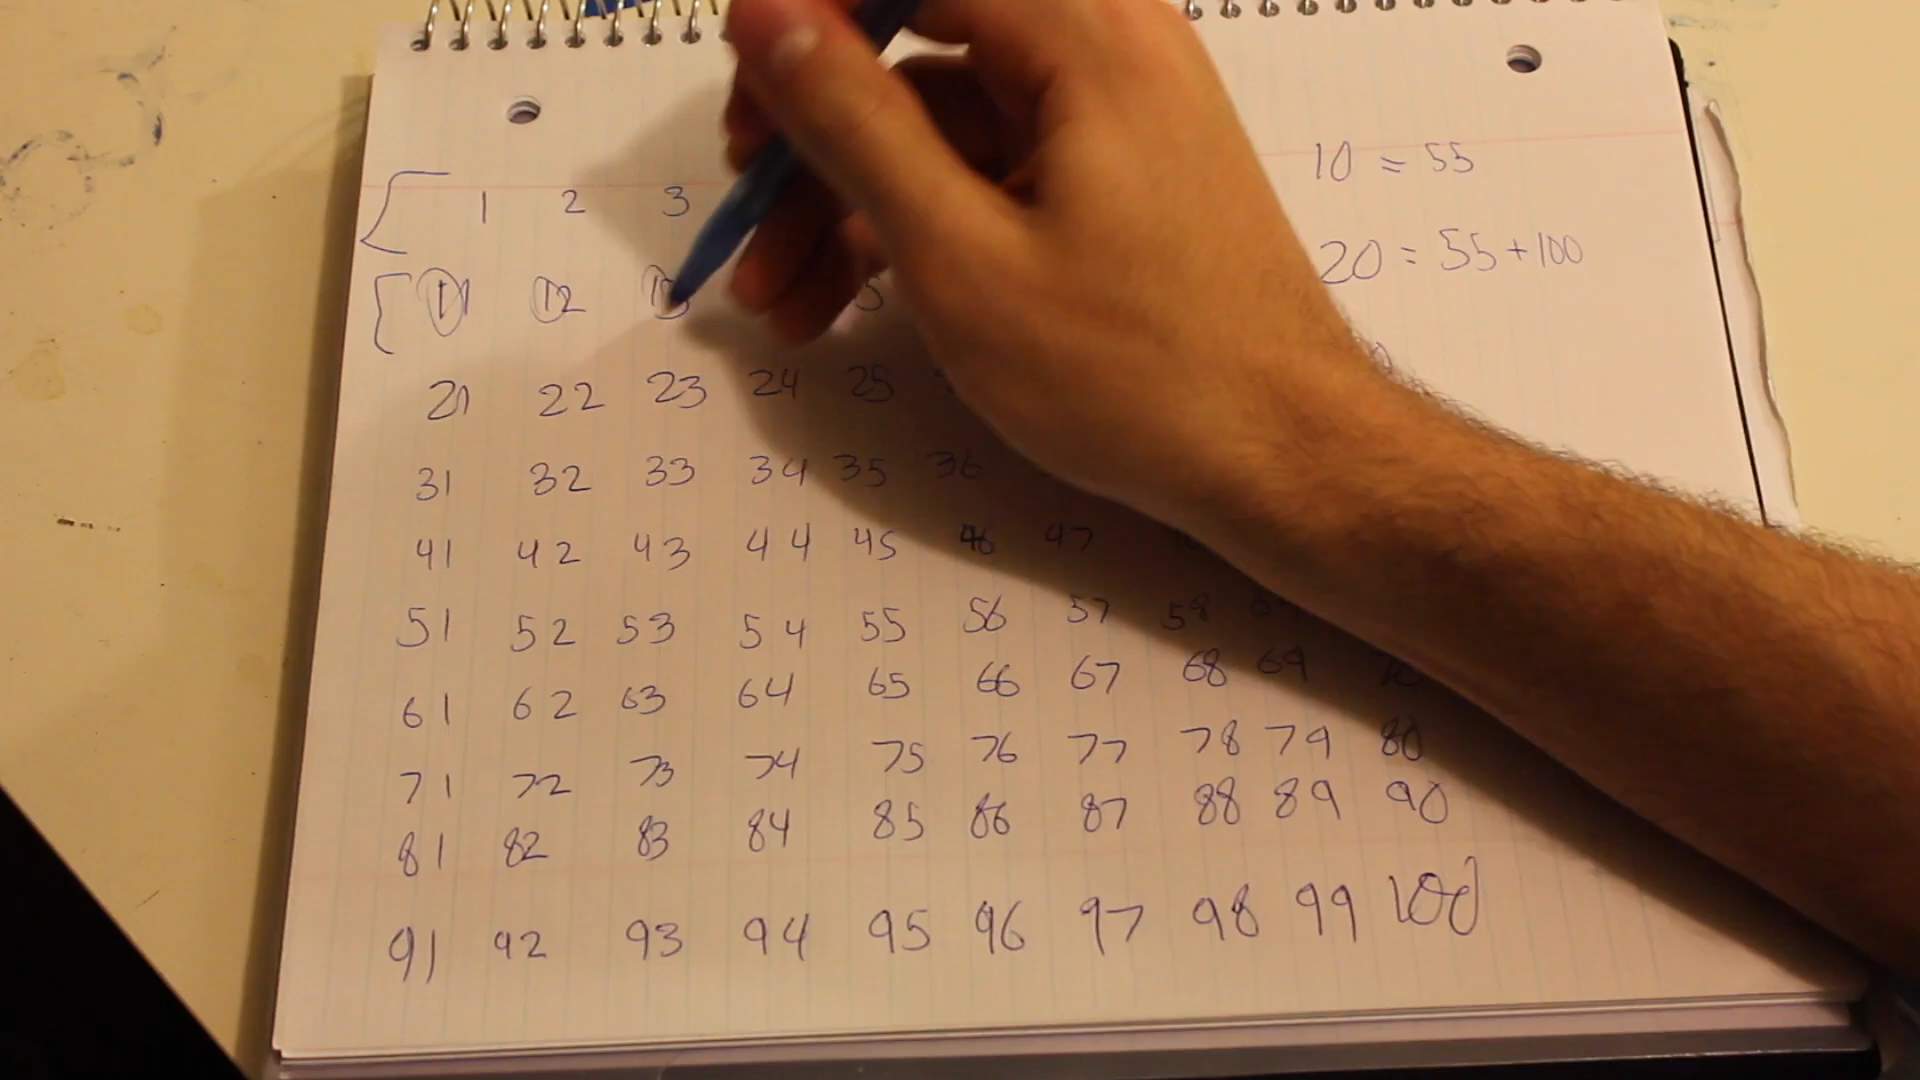 1 2 3 10 = 55
11 12 13 5 20 = 55 + 100
21 22 23 24 25
31 32 33 34 35 36
41 42 43 44 45 46 47
51 52 53 54 55 56 57 58
61 62 63 64 65 66 67 68 69
71 72 73 74 75 76 77 78 79 80
81 82 83 84 85 86 87 88 89 90
91 92 93 94 95 96 97 98 99 100